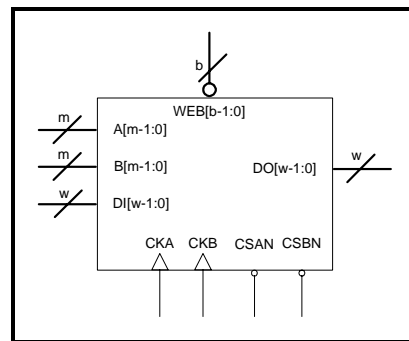 b
WEB[b-1:0]
m
A[m-1:0]
m
B[m-1:0]
DO[w-1:0]
w
w
DI[w-1:0]
CKA CKB CSAN CSBN